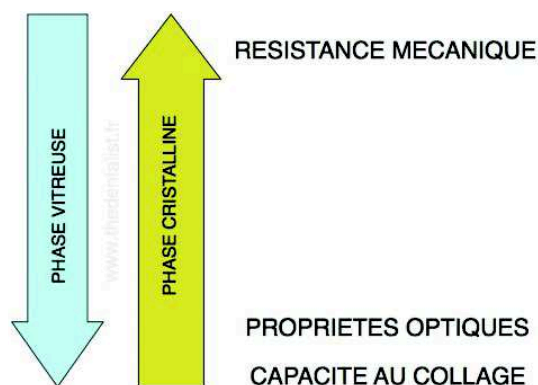 RESISTANCE MECANIQUE
PHASE VITREUSE
www.thedentalist.fr
PHASE CRISTALLINE
PROPRIETES OPTIQUES
CAPACITE AU COLLAGE